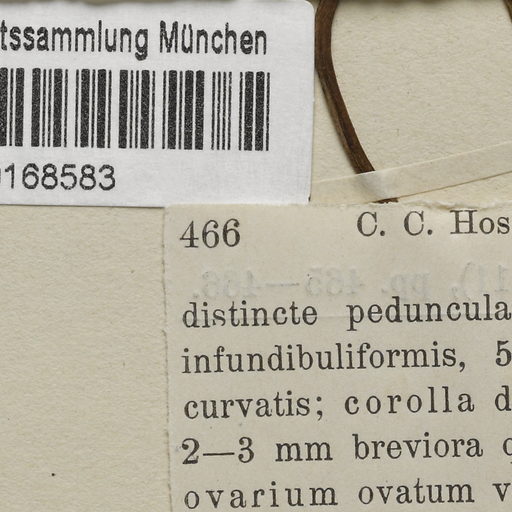 tssammlung München
168583
466 C. C. Hos
distincte peduncula
infundibuliformis, 5
curvatis; corolla d
2—3 mm breviora
ovarium ovatum v